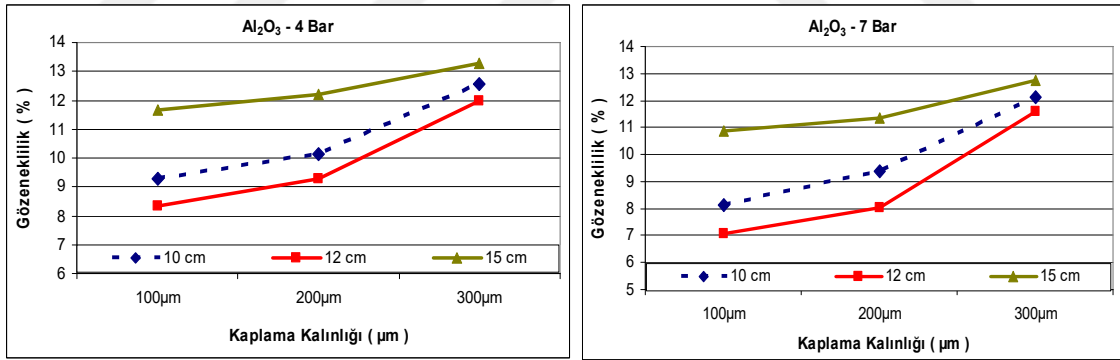 Al₂O₃ - 4 Bar
Gözeneklilik ( % )
14
13
12
11
10
9
8
7
6
10 cm 12 cm 15 cm
100µm 200µm 300µm
Kaplama Kalınlığı ( µm )
Al₂O₃ - 7 Bar
Gözeneklilik ( % )
14
13
12
11
10
9
8
7
6
5
10 cm 12 cm 15 cm
100µm 200µm 300µm
Kaplama Kalınlığı ( µm )